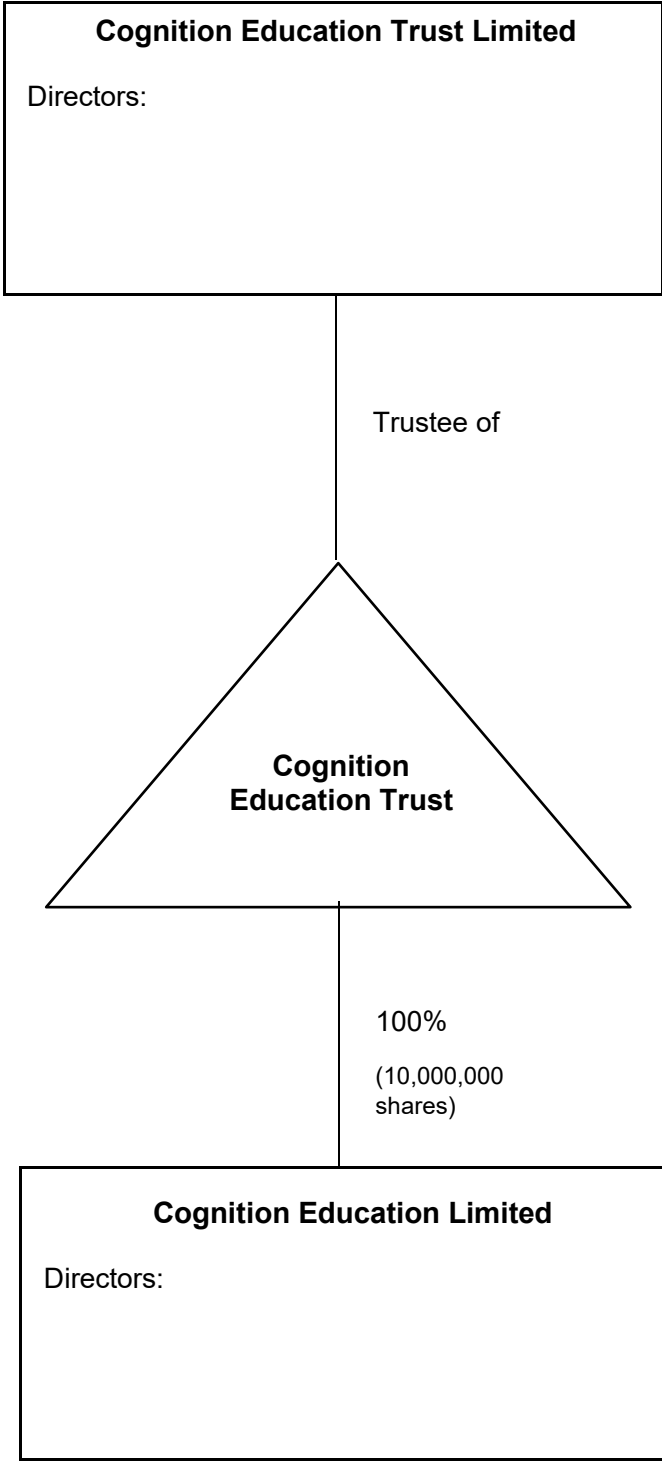 Cognition Education Trust Limited
Directors:
Trustee of
Cognition
Education Trust
100%
(10,000,000
shares)
Cognition Education Limited
Directors: